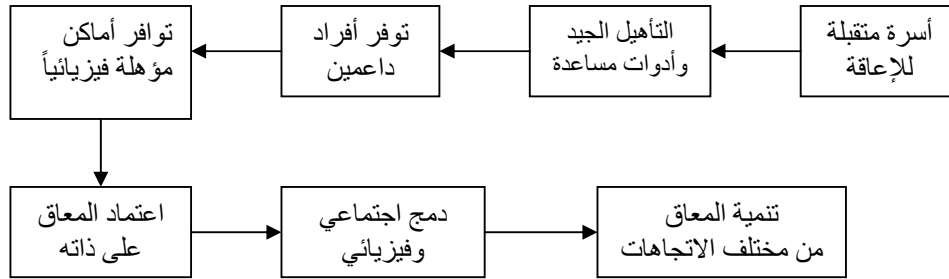 أسرة متقبلة
للإعاقة
التأهيل الجيد
وأدوات مساعدة
توفر أفراد
داعمين
توافر أماكن
مؤهلة فيزيائياً
اعتماد المعاق
على ذاته
دمج اجتماعي
وفيزيائي
تنمية المعاق
من مختلف الاتجاهات